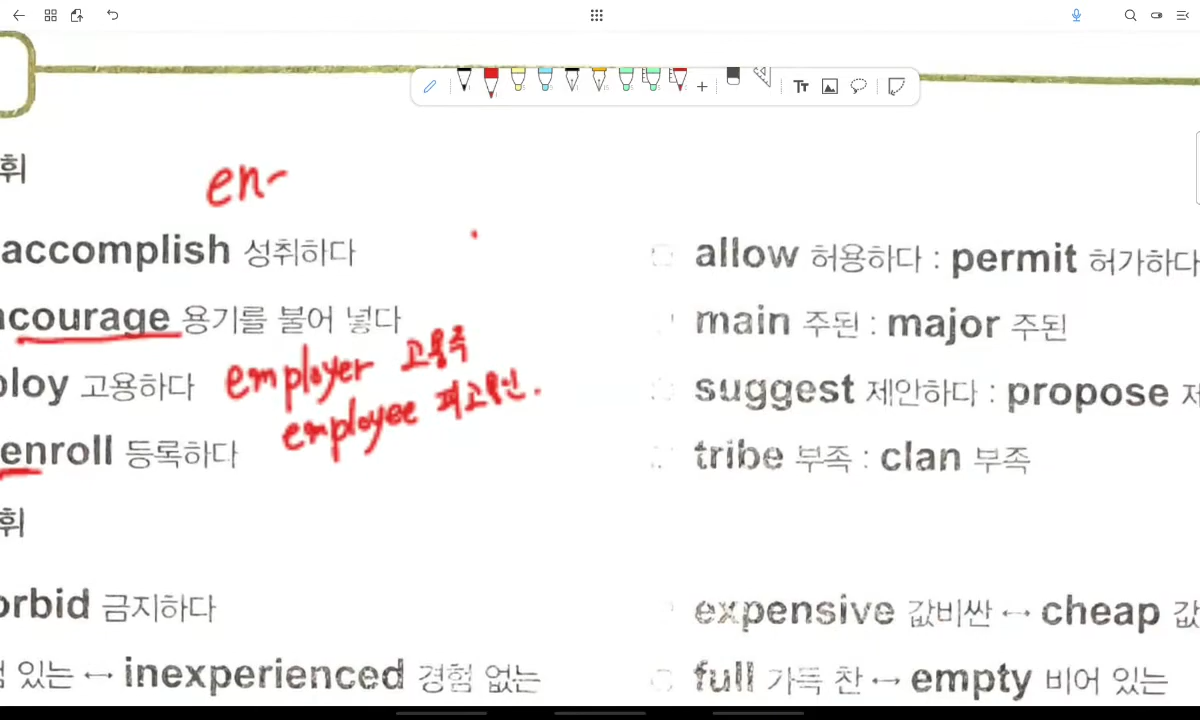 휘
en-
accomplish 성취하다
allow 허용하다 : permit 허가하다
ncourage 용기를 불어 넣다
main 주된 : major 주된
ploy 고용하다
employer 고용주
suggest 제안하다 : propose 제
employee 피고용인.
enroll 등록하다
tribe 부족 : clan 부족
휘
orbid 금지하다
expensive 값비싼 ↔ cheap 값
험 있는 ↔ inexperienced 경험 없는
full 가득 찬 ↔ empty 비어 있는